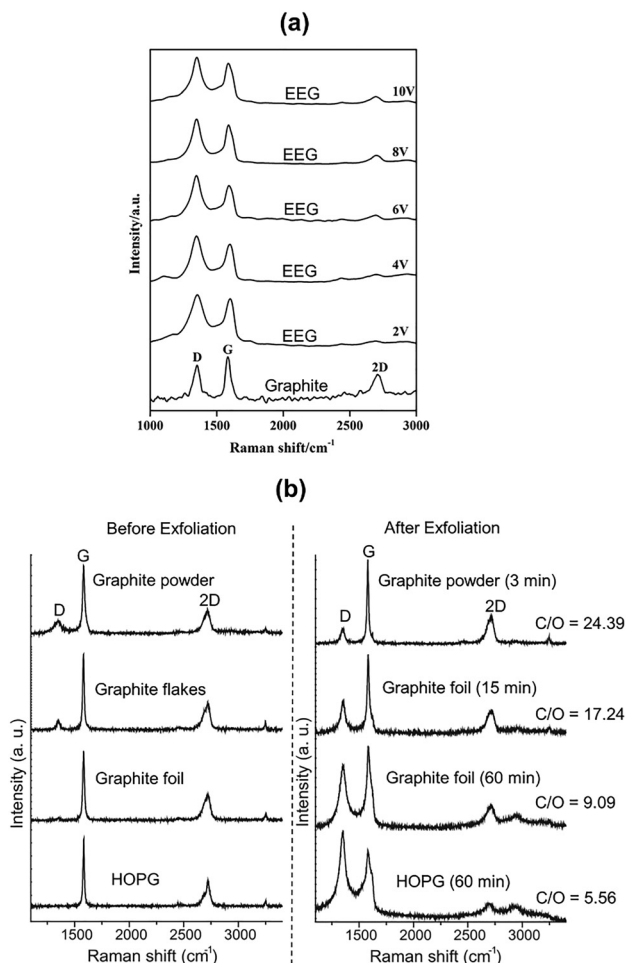 (a)
EEG 10V
EEG 8V
EEG 6V
EEG 4V
EEG 2V
D G 2D
Graphite
Intensity/a.u.
1000 1500 2000 2500 3000
Raman shift/cm-1
(b)
Before Exfoliation
G
Graphite powder
D 2D
Graphite flakes
Graphite foil
HOPG
Intensity (a. u.)
1500 2000 2500 3000
Raman shift (cm-1)
After Exfoliation
G
Graphite powder (3 min)
D 2D
C/O = 24.39
Graphite foil (15 min)
C/O = 17.24
Graphite foil (60 min)
C/O = 9.09
HOPG (60 min)
C/O = 5.56
Intensity (a. u.)
1500 2000 2500 3000
Raman shift (cm-1)